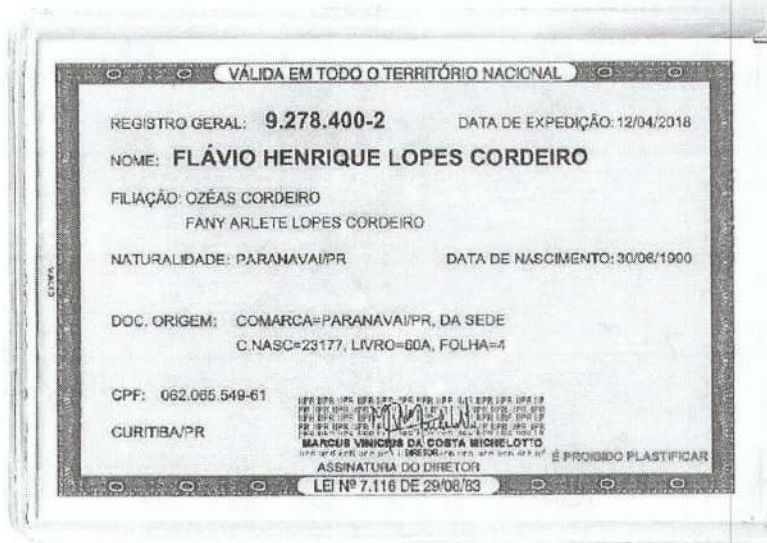 VÁLIDA EM TODO O TERRITÓRIO NACIONAL
REGISTRO GERAL: 9.278.400-2 DATA DE EXPEDIÇÃO: 12/04/2018
NOME: FLÁVIO HENRIQUE LOPES CORDEIRO
FILIAÇÃO: OZÉAS CORDEIRO
FANY ARLETE LOPES CORDEIRO
NATURALIDADE: PARANAVAI/PR DATA DE NASCIMENTO: 30/06/1900
DOC. ORIGEM: COMARCA=PARANAVAI/PR, DA SEDE
C.NASC=23177, LIVRO=60A, FOLHA=4
CPF: 062.065.549-61
CURITIBA/PR
MARCUS VINICIUS DA COSTA MICHELOTTO
DIRETOR
É PROIBIDO PLASTIFICAR
ASSINATURA DO DIRETOR
LEI Nº 7.116 DE 29/08/83